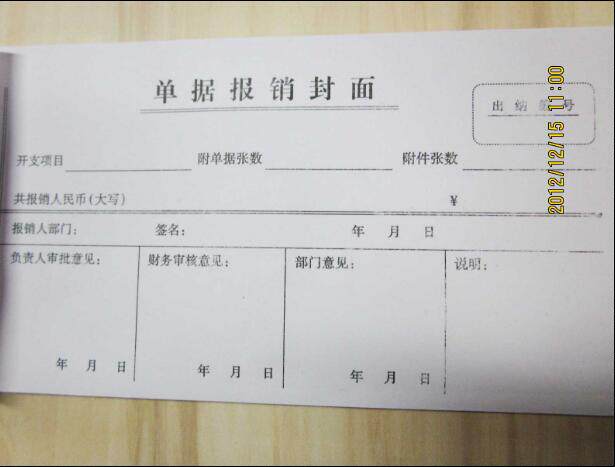 单据报销封面
出纳编号
开支项目 附单据张数 附件张数
共报销人民币(大写) ¥
报销人部门: 签名: 年 月 日
负责人审批意见: 财务审核意见: 部门意见: 说明:
年 月 日 年 月 日 年 月 日
2012/12/15 11:00